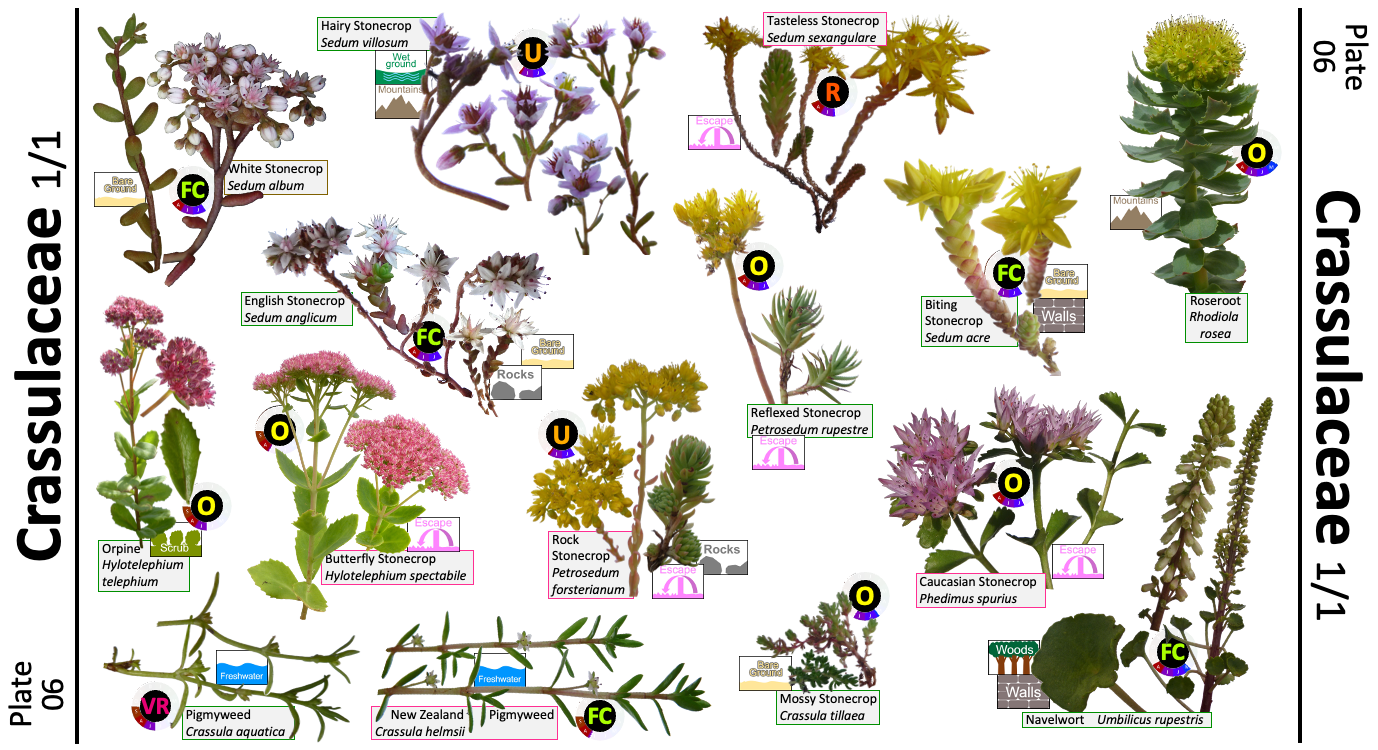 Crassulaceae 1/1
Plate
06
Hairy Stonecrop
Sedum villosum
Wet
ground
Mountains
U
Tasteless Stonecrop
Sedum sexangulare
R
Escape
Plate
06
Crassulaceae 1/1
O
Mountains
Roseroot
Rhodiola
rosea
Bare
Ground
FC
White Stonecrop
Sedum album
English Stonecrop
Sedum anglicum
FC
Bare
Ground
Rocks
O
Reflexed Stonecrop
Petrosedum rupestre
Escape
FC
Bare
Ground
Walls
Biting
Stonecrop
Sedum acre
O
Scrub
Orpine
Hylotelephium
telephium
O
Escape
Butterfly Stonecrop
Hylotelephium spectabile
U
Rock
Stonecrop
Petrosedum
forsterianum
Rocks
Escape
O
Escape
Caucasian Stonecrop
Phedimus spurius
VR
Freshwater
Pigmyweed
Crassula aquatica
Freshwater
New Zealand Pigmyweed
Crassula helmsii
FC
O
Bare
Ground
Mossy Stonecrop
Crassula tillaea
Woods
Walls
FC
Navelwort Umbilicus rupestris